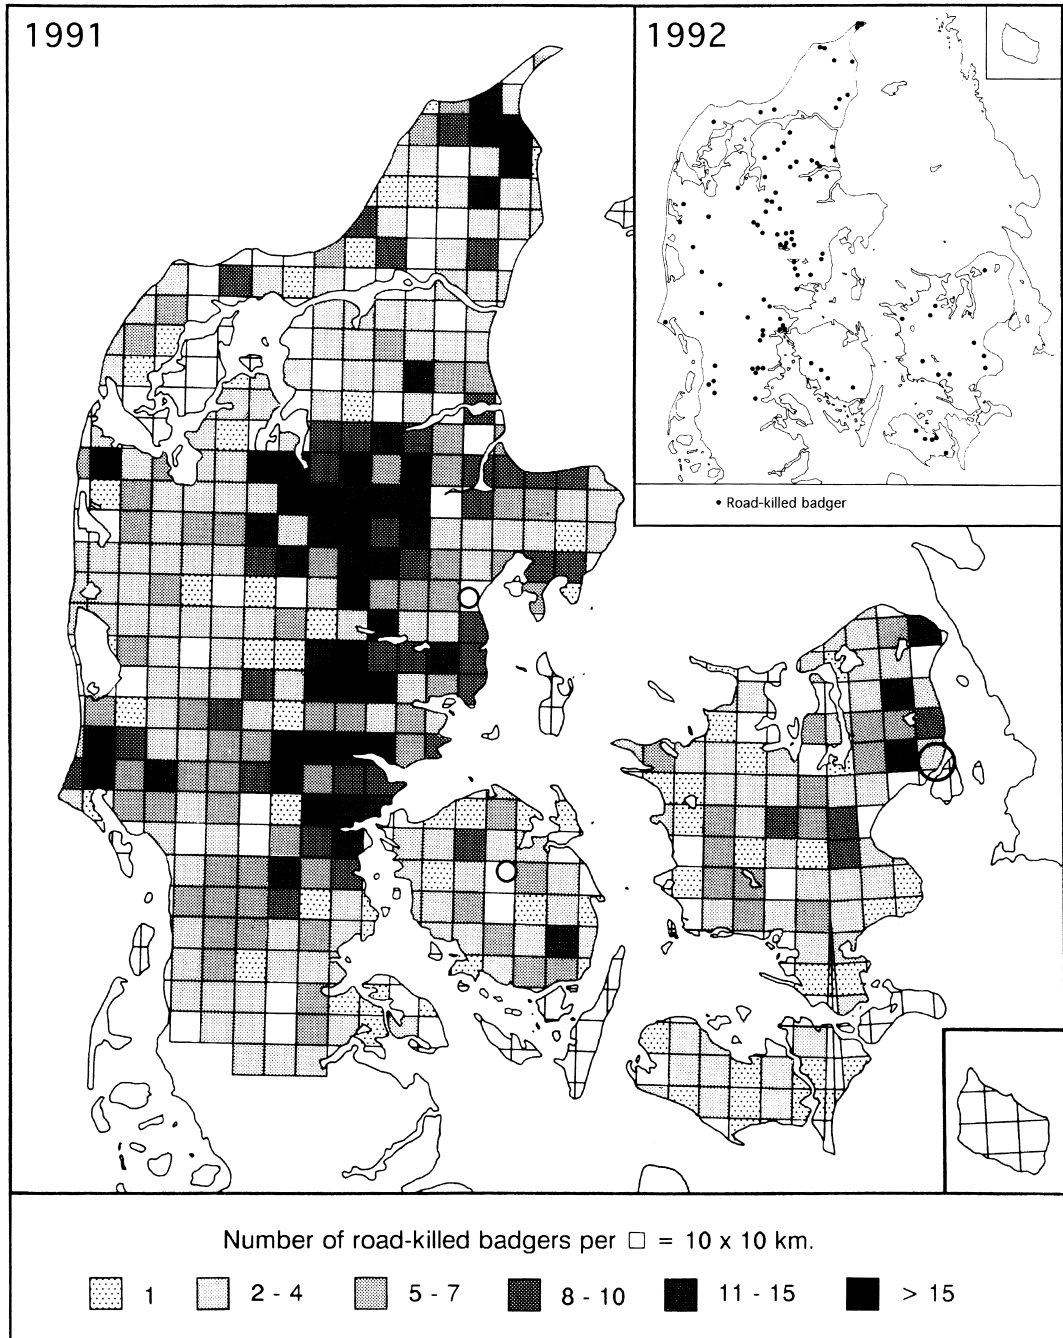 1991
1992
• Road-killed badger
Number of road-killed badgers per □ = 10 x 10 km.
1 2 - 4 5 - 7 8 - 10 11 - 15 > 15